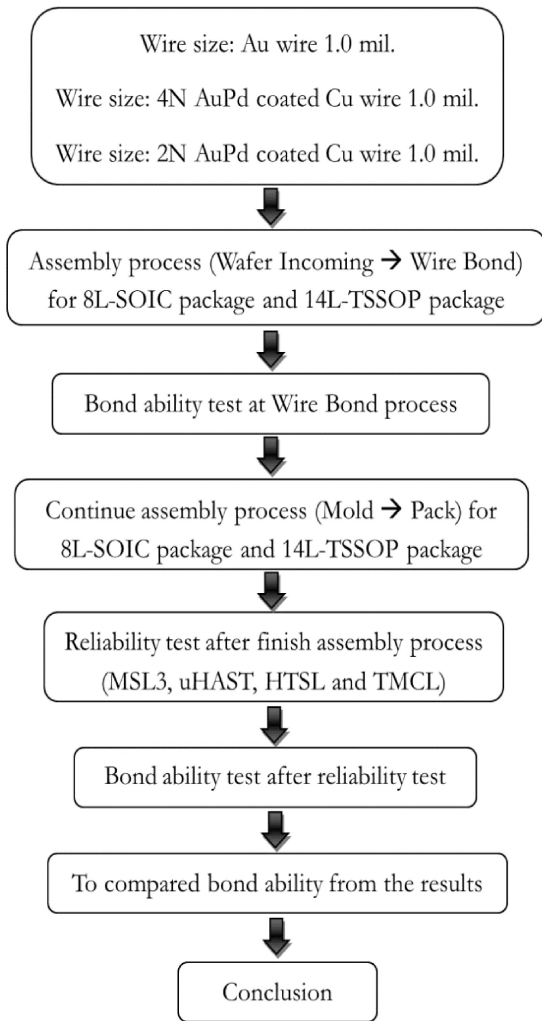 Wire size: Au wire 1.0 mil.
Wire size: 4N AuPd coated Cu wire 1.0 mil.
Wire size: 2N AuPd coated Cu wire 1.0 mil.
Assembly process (Wafer Incoming → Wire Bond)
for 8L-SOIC package and 14L-TSSOP package
Bond ability test at Wire Bond process
Continue assembly process (Mold → Pack) for
8L-SOIC package and 14L-TSSOP package
Reliability test after finish assembly process
(MSL3, uHAST, HTSL and TMCL)
Bond ability test after reliability test
To compared bond ability from the results
Conclusion